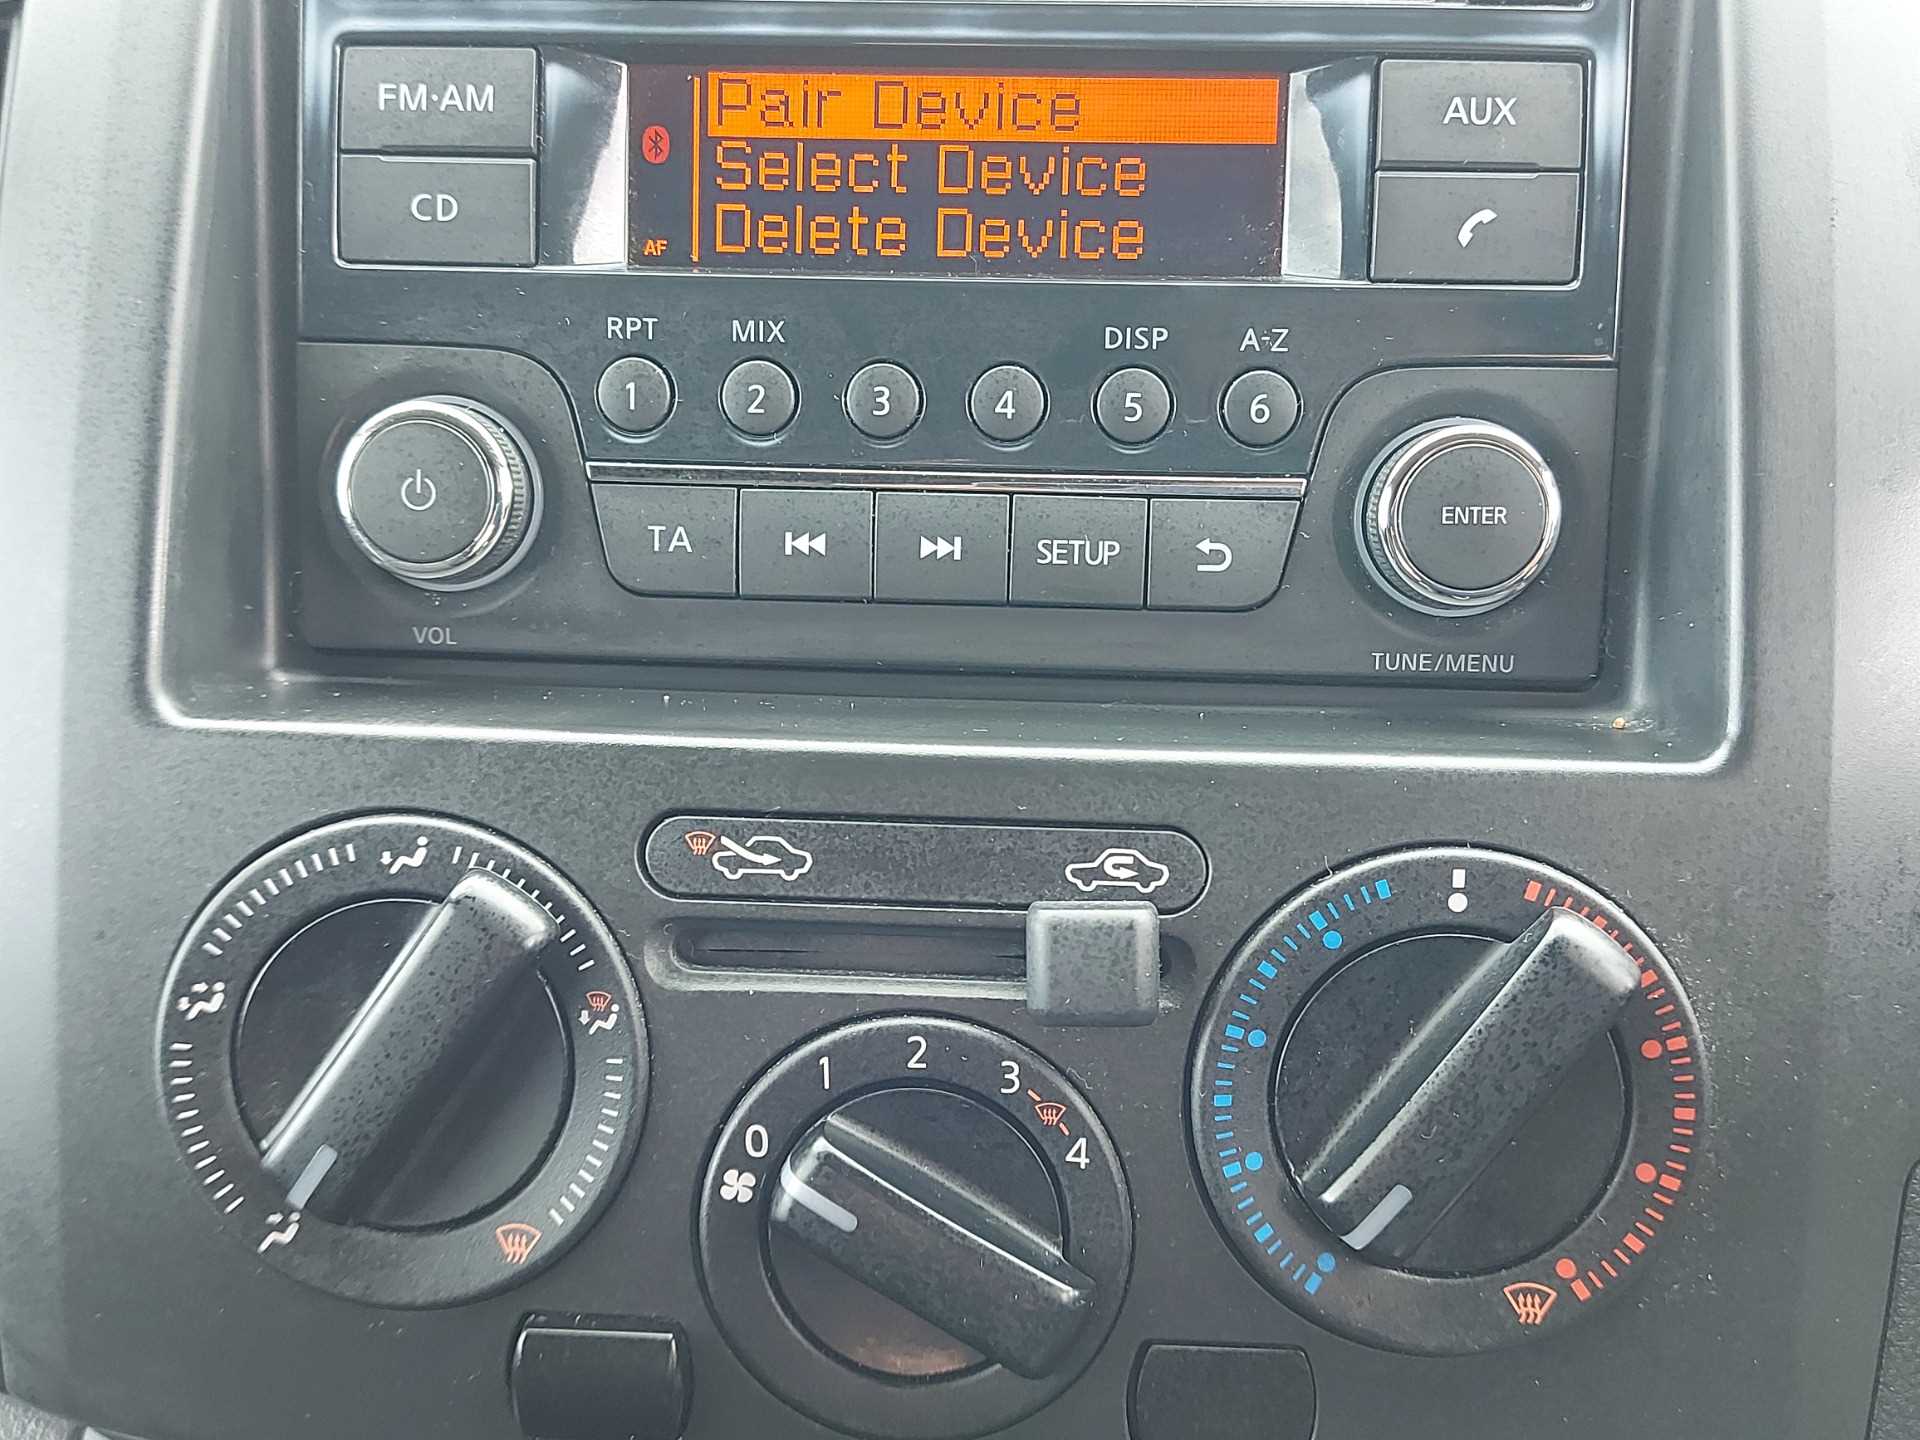 FM·AM
CD
Pair Device
Select Device
Delete Device
AF
AUX
RPT
MIX
DISP
A-Z
1
2
3
4
5
6
TA
SETUP
ENTER
VOL
TUNE/MENU
0
1
2
3
4